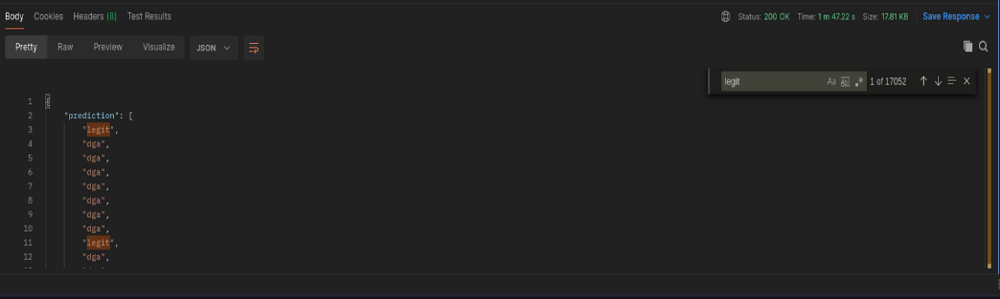 Body Cookies Headers (8) Test Results Status: 200 OK Time: 1 m 47.22 s Size: 17.81 KB Save Response
Pretty Raw Preview Visualize JSON
legit Aa Ab .* 1 of 17052
1 {
2 "prediction": [
3 "legit",
4 "dga",
5 "dga",
6 "dga",
7 "dga",
8 "dga",
9 "dga",
10 "dga",
11 "legit",
12 "dga",